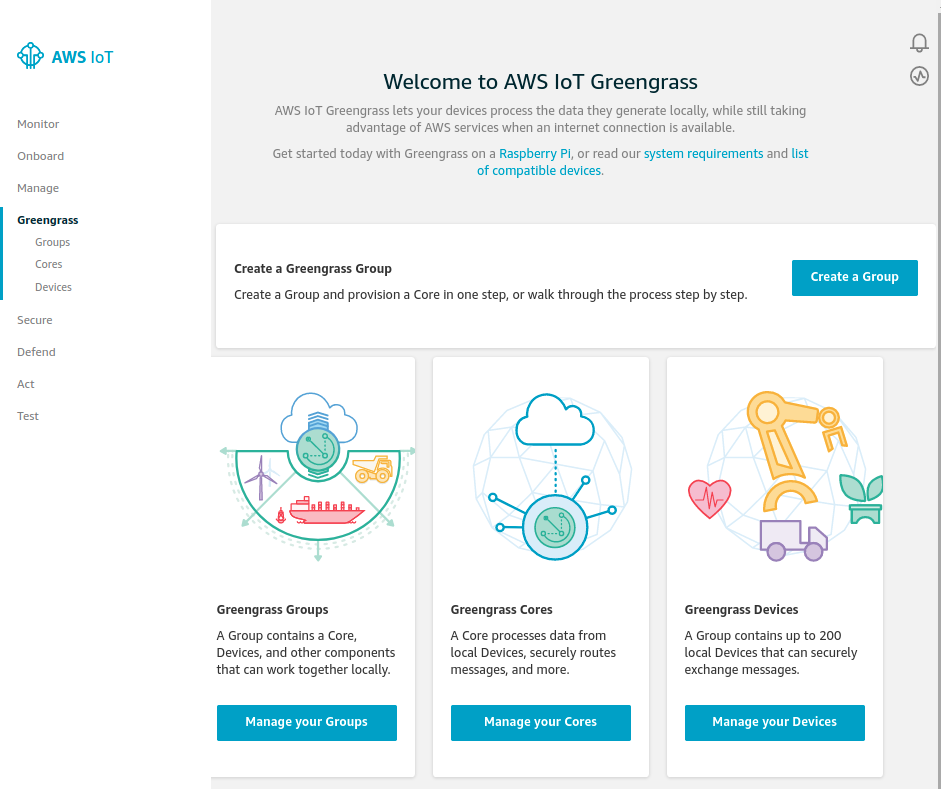 AWS IoT
Monitor
Onboard
Manage
Greengrass
Groups
Cores
Devices
Secure
Defend
Act
Test
Welcome to AWS IoT Greengrass
AWS IoT Greengrass lets your devices process the data they generate locally, while still taking
advantage of AWS services when an internet connection is available.
Get started today with Greengrass on a Raspberry Pi, or read our system requirements and list
of compatible devices.
Create a Greengrass Group
Create a Group and provision a Core in one step, or walk through the process step by step.
Create a Group
Greengrass Groups
A Group contains a Core,
Devices, and other components
that can work together locally.
Manage your Groups
Greengrass Cores
A Core processes data from
local Devices, securely routes
messages, and more.
Manage your Cores
Greengrass Devices
A Group contains up to 200
local Devices that can securely
exchange messages.
Manage your Devices